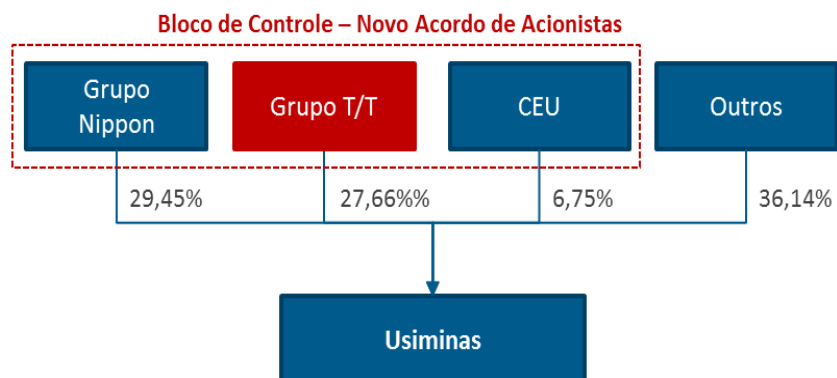 Bloco de Controle – Novo Acordo de Acionistas
Grupo
Nippon
Grupo T/T
CEU
Outros
29,45%
27,66%%
6,75%
36,14%
Usiminas